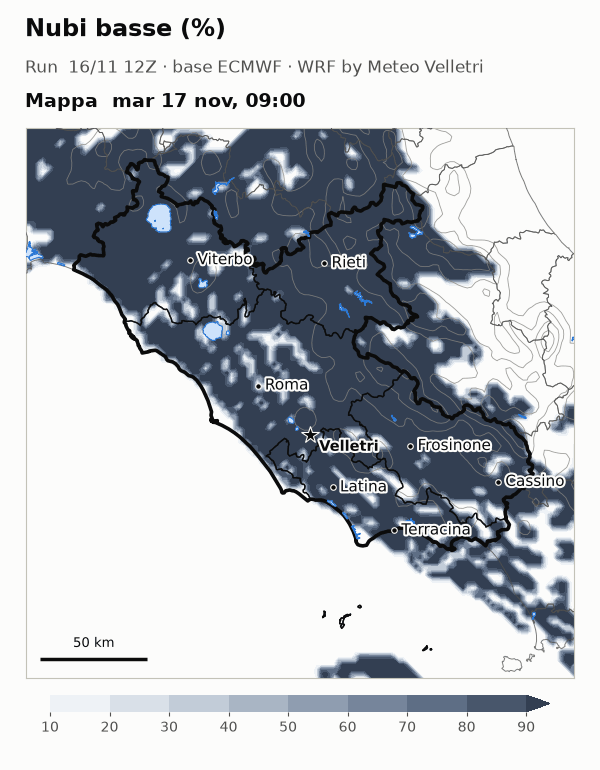 Nubi basse (%)
Run  16/11 12Z · base ECMWF · WRF by Meteo Velletri
Mappa  mar 17 nov, 09:00
Viterbo
Rieti
Roma
Velletri
Frosinone
Latina
Cassino
Terracina
50 km
10 20 30 40 50 60 70 80 90